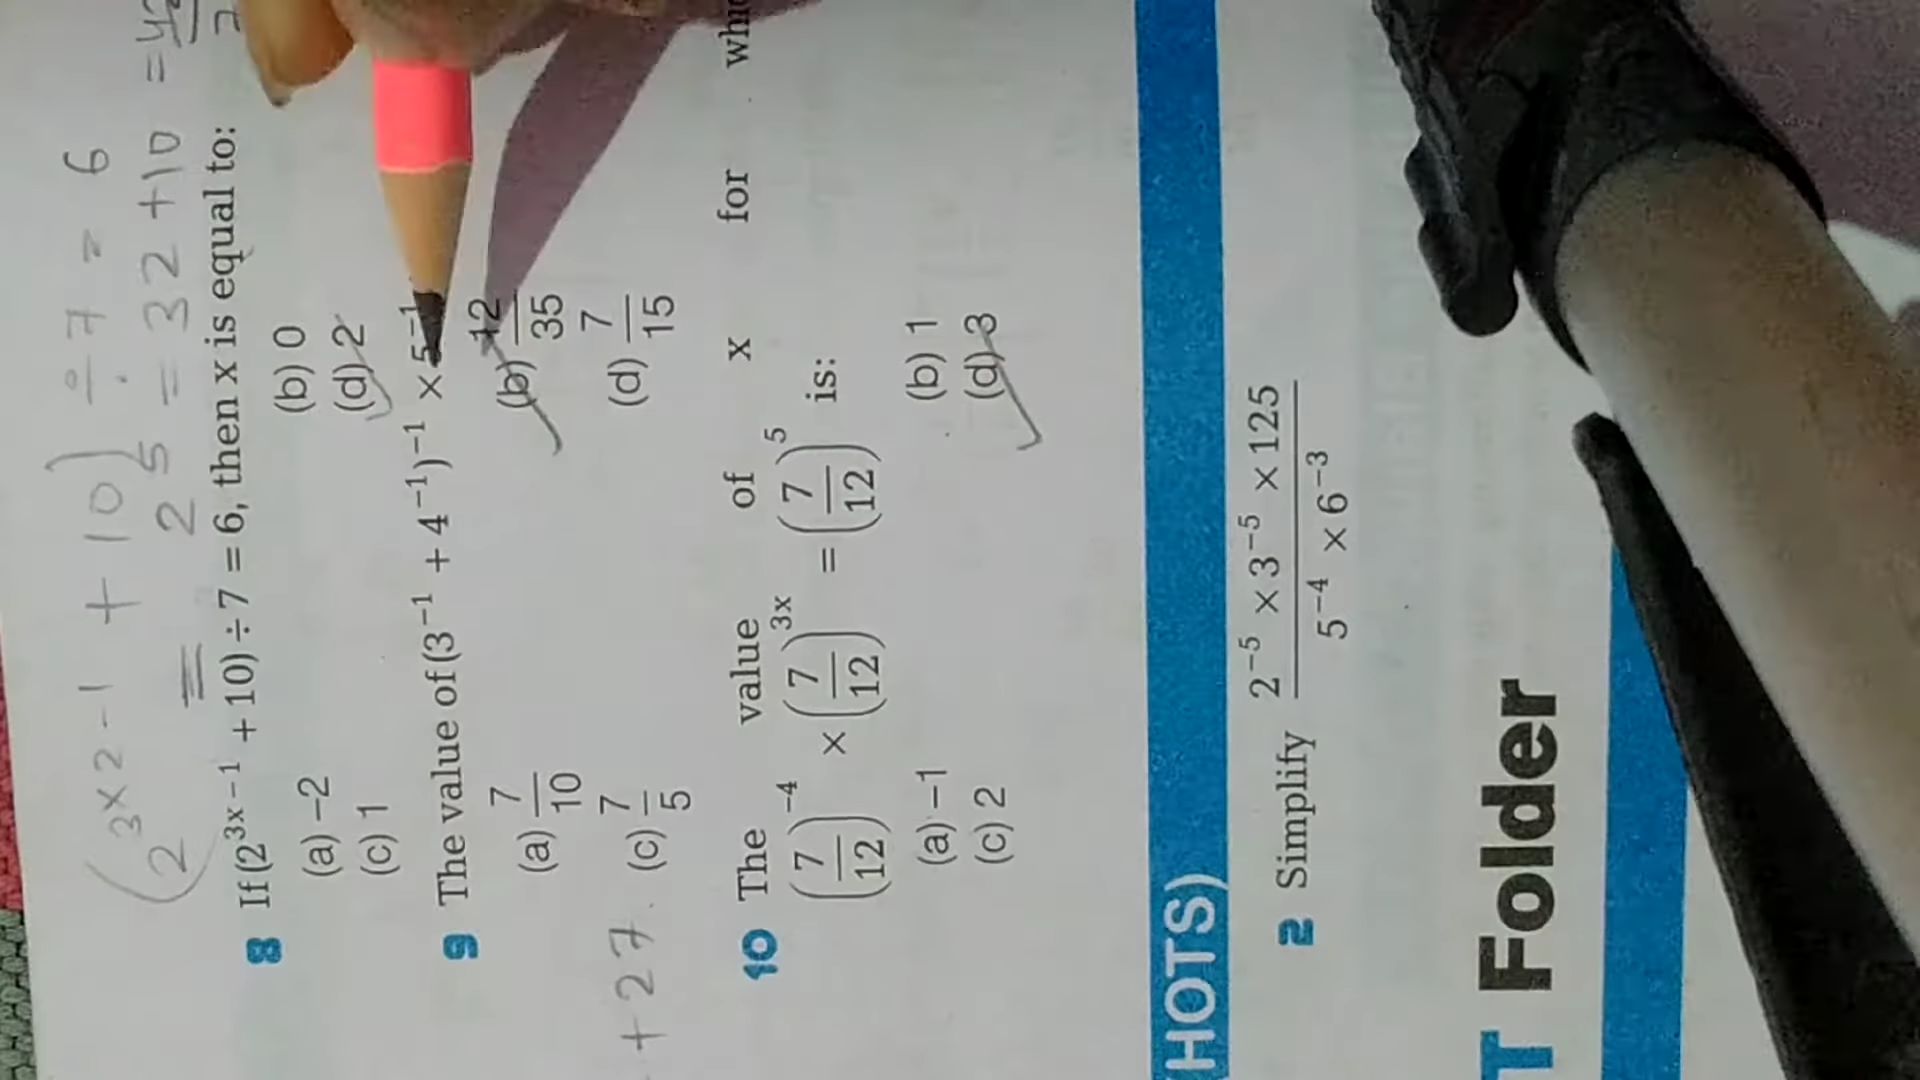 (2^{3×2-1} + 10) ÷ 7 = 6
2^5 = 32 + 10 =
8 If (2^{3x-1} + 10) ÷ 7 = 6, then x is equal to:
(a) -2 (b) 0
(c) 1 (d) 2
9 The value of (3^{-1} + 4^{-1})^{-1} × 5^{-1}
(a) 7/10 (b) 12/35
(c) 7/5 (d) 7/15
+ 27
10 The value of x for
(7/12)^{-4} × (7/12)^{3x} = (7/12)^5 is:
(a) -1 (b) 1
(c) 2 (d) 3
HOTS)
2 Simplify (2^{-5} × 3^{-5} × 125)/(5^{-4} × 6^{-3})
T Folder